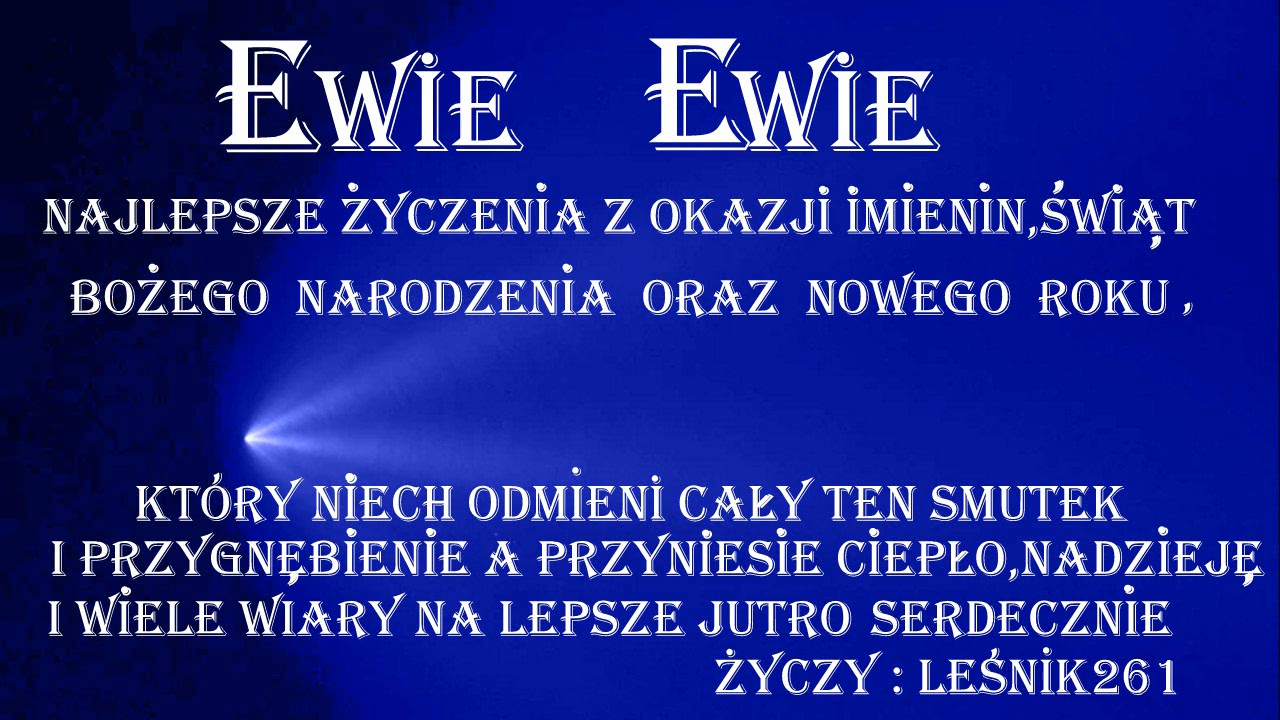 Ewie Ewie
NAJLEPSZE ŻYCZENIA Z OKAZJI IMIENIN,ŚWIĄT
BOŻEGO NARODZENIA ORAZ NOWEGO ROKU ,
KTÓRY NIECH ODMIENI CAŁY TEN SMUTEK
I PRZYGNĘBIENIE A PRZYNIESIE CIEPŁO,NADZIEJĘ
I WIELE WIARY NA LEPSZE JUTRO SERDECZNIE
ŻYCZY : LEŚNIK261